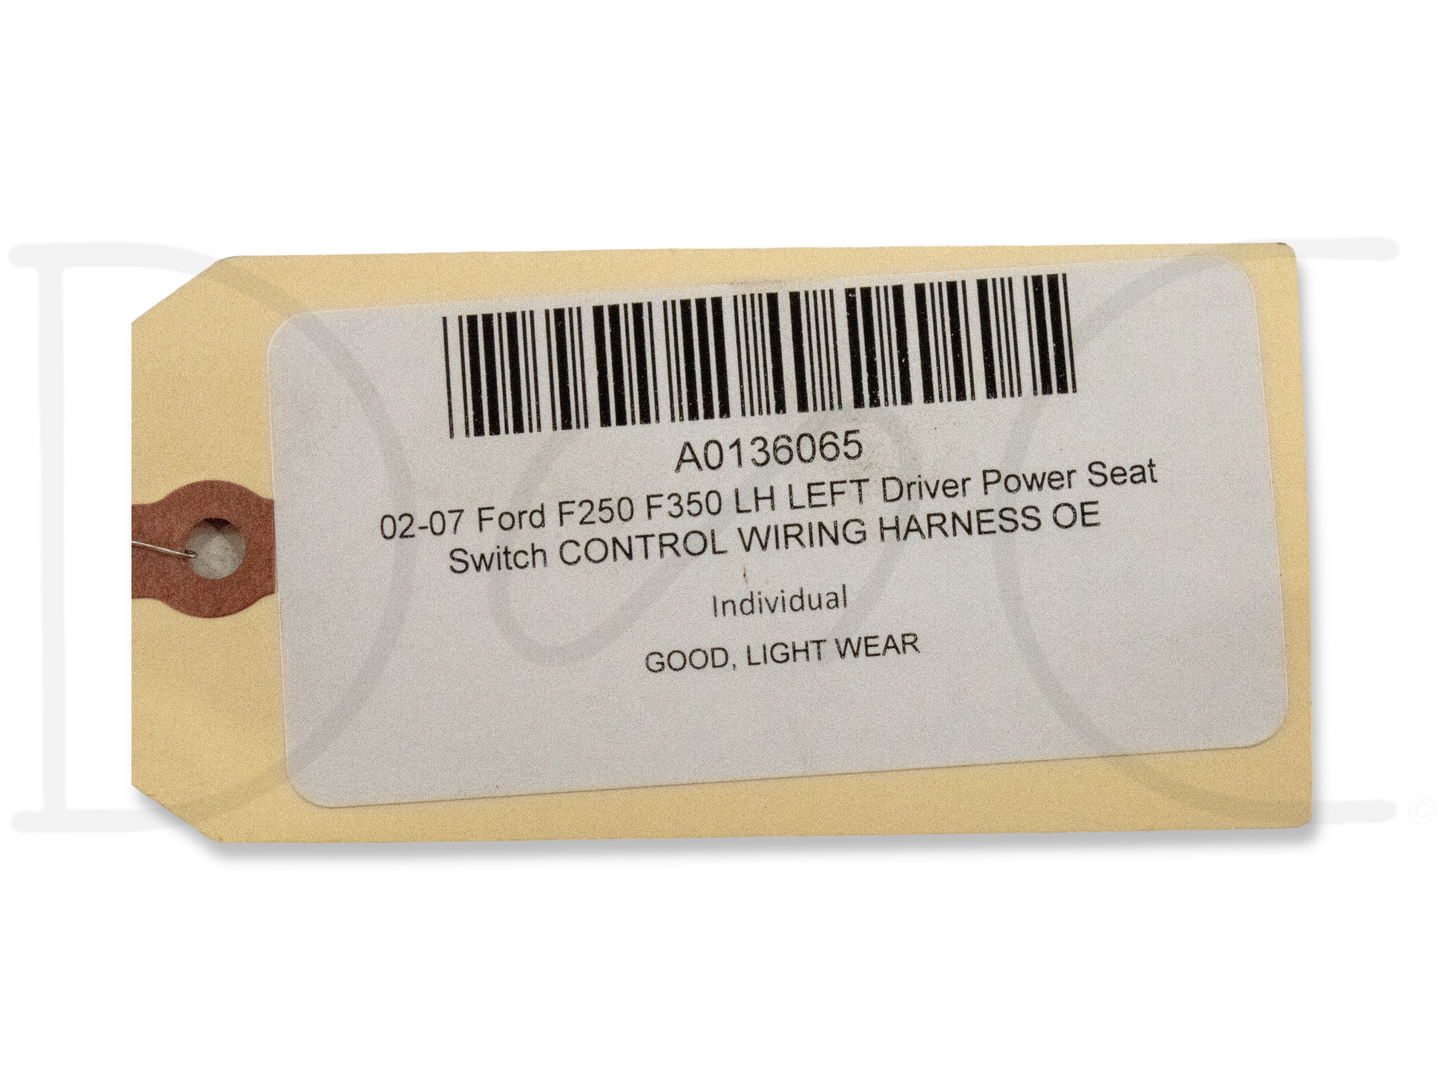 A0136065
02-07 Ford F250 F350 LH LEFT Driver Power Seat
Switch CONTROL WIRING HARNESS OE
Individual
GOOD, LIGHT WEAR
D C ©